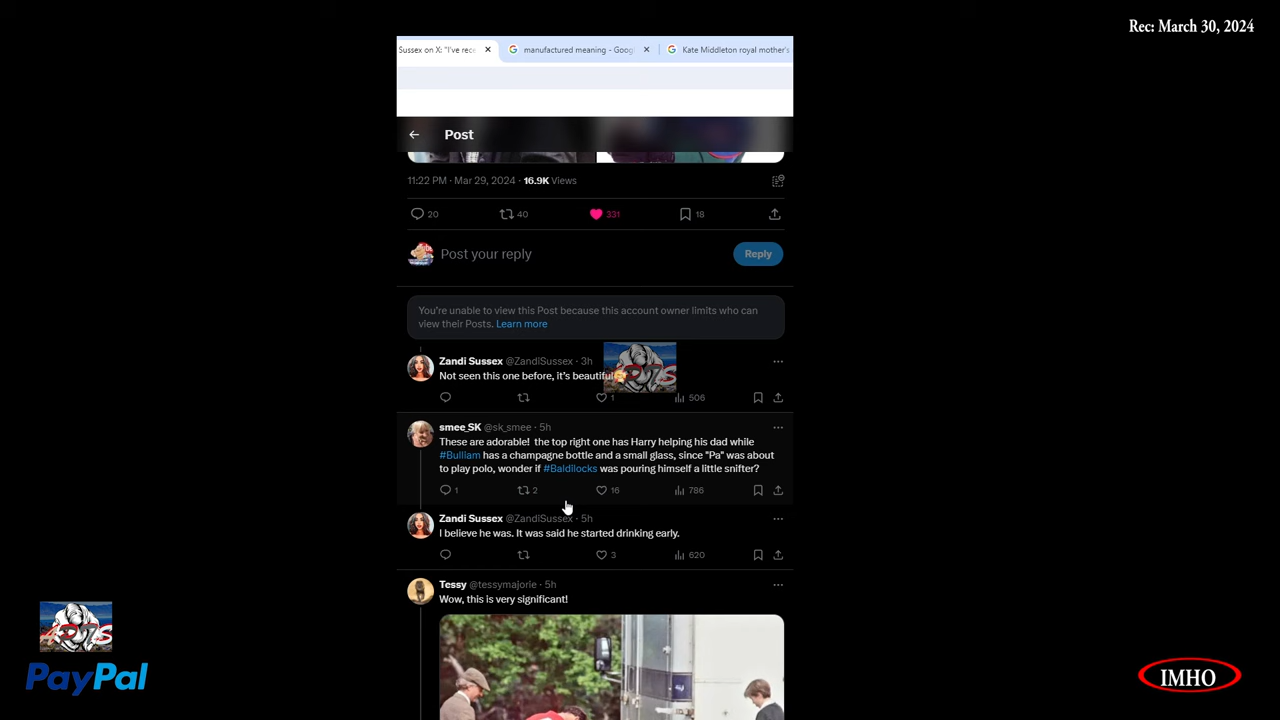 Rec: March 30, 2024
Sussex on X: "I've rece
manufactured meaning - Goog
Kate Middleton royal mother's
Post
11:22 PM · Mar 29, 2024 · 16.9K Views
20 40 331 18
Post your reply
Reply
You're unable to view this Post because this account owner limits who can
view their Posts. Learn more
Zandi Sussex @ZandiSussex · 3h
Not seen this one before, it's beautiful
1 506
smee_SK @sk_smee · 5h
These are adorable! the top right one has Harry helping his dad while
#Bulliam has a champagne bottle and a small glass, since "Pa" was about
to play polo, wonder if #Baldilocks was pouring himself a little snifter?
1 2 16 786
Zandi Sussex @ZandiSussex · 5h
I believe he was. It was said he started drinking early.
3 620
Tessy @tessymajorie · 5h
Wow, this is very significant!
PayPal
IMHO